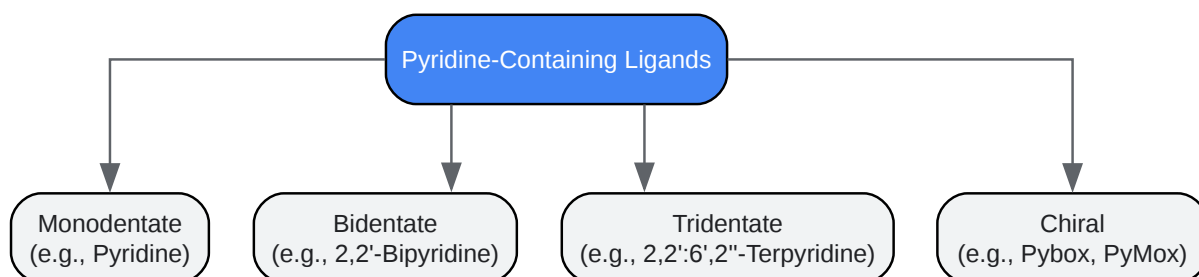 Pyridine-Containing Ligands
Monodentate
(e.g., Pyridine)
Bidentate
(e.g., 2,2'-Bipyridine)
Tridentate
(e.g., 2,2':6',2''-Terpyridine)
Chiral
(e.g., Pybox, PyMox)